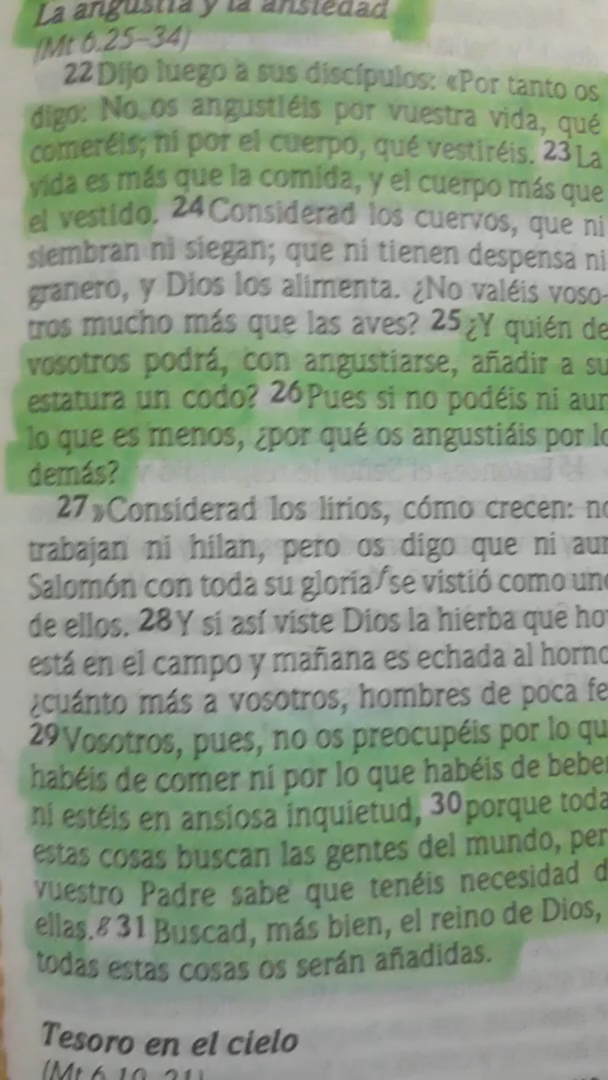 La angustia y la ansiedad
(Mt 6.25-34)
22 Dijo luego a sus discípulos: «Por tanto os
digo: No os angustiéis por vuestra vida, qué
comeréis; ni por el cuerpo, qué vestiréis. 23 La
vida es más que la comida, y el cuerpo más que
el vestido. 24 Considerad los cuervos, que ni
siembran ni siegan; que ni tienen despensa ni
granero, y Dios los alimenta. ¿No valéis voso-
tros mucho más que las aves? 25 ¿Y quién de
vosotros podrá, con angustiarse, añadir a su
estatura un codo? 26 Pues si no podéis ni aun
lo que es menos, ¿por qué os angustiáis por lo
demás?
27 »Considerad los lirios, cómo crecen: no
trabajan ni hilan, pero os digo que ni aun
Salomón con toda su gloria f se vistió como uno
de ellos. 28 Y si así viste Dios la hierba que ho
está en el campo y mañana es echada al horno
¿cuánto más a vosotros, hombres de poca fe
29 Vosotros, pues, no os preocupéis por lo qu
habéis de comer ni por lo que habéis de beber
ni estéis en ansiosa inquietud, 30 porque toda
estas cosas buscan las gentes del mundo, per
vuestro Padre sabe que tenéis necesidad d
ellas. g 31 Buscad, más bien, el reino de Dios,
todas estas cosas os serán añadidas.
Tesoro en el cielo
(Mt 6.19-21)